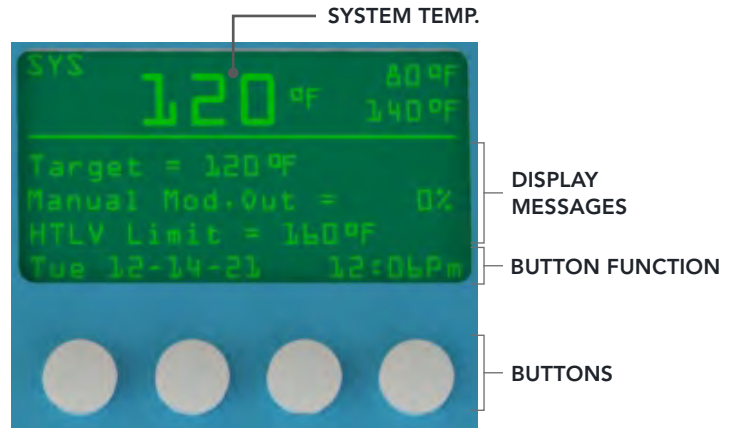 SYSTEM TEMP.
SYS
120 °F
80 °F
140 °F
Target = 120 °F
Manual Mod.Out = 0%
HTLV Limit = 160 °F
Tue 12-14-21 12:06Pm
DISPLAY
MESSAGES
BUTTON FUNCTION
BUTTONS